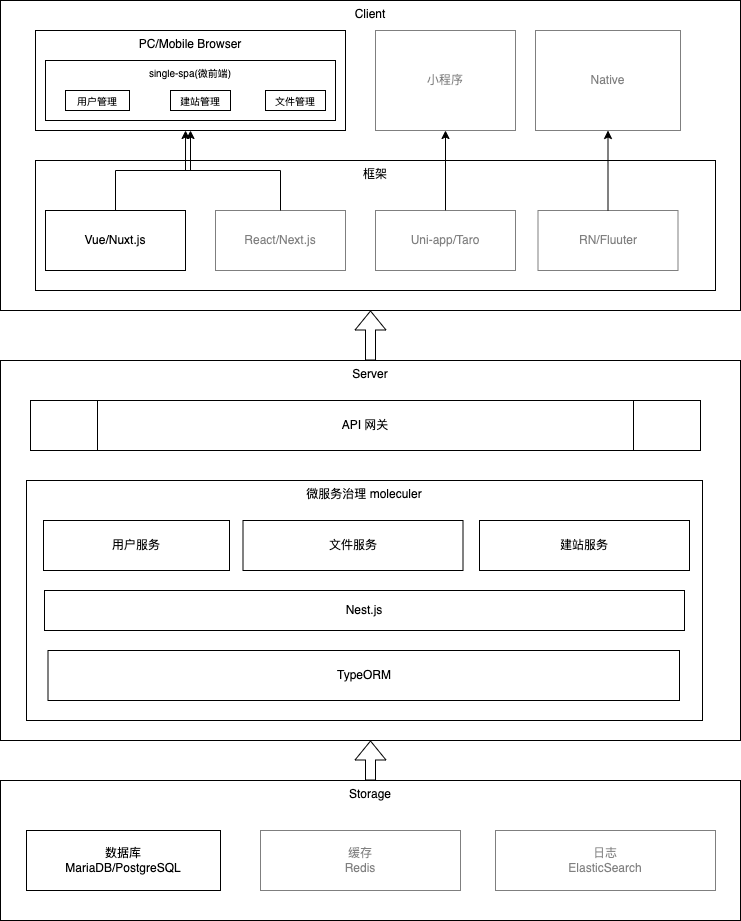 Client
PC/Mobile Browser
single-spa(微前端)
用户管理
建站管理
文件管理
小程序
Native
框架
Vue/Nuxt.js
React/Next.js
Uni-app/Taro
RN/Fluuter
Server
API 网关
微服务治理 moleculer
用户服务
文件服务
建站服务
Nest.js
TypeORM
Storage
数据库
MariaDB/PostgreSQL
缓存
Redis
日志
ElasticSearch